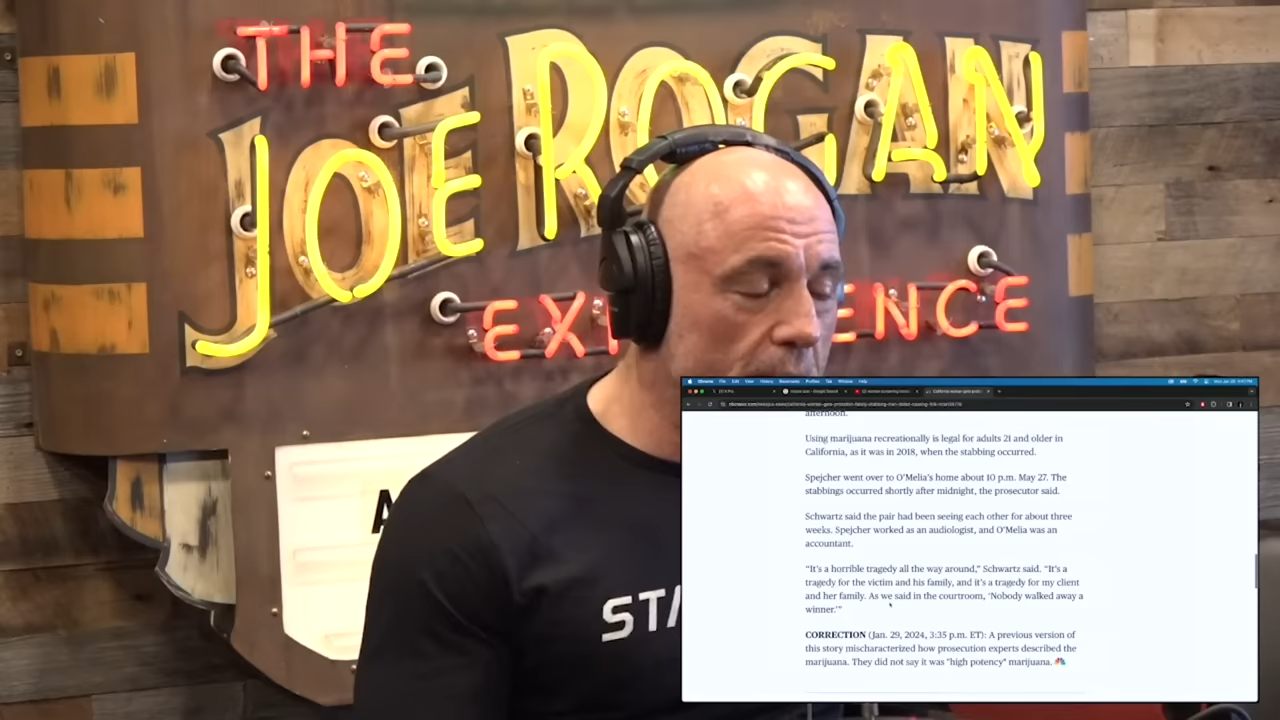 THE
JOE ROGAN
EXENCE
A
STA
afternoon.
Using marijuana recreationally is legal for adults 21 and older in
California, as it was in 2018, when the stabbing occurred.
Spejcher went over to O'Melia's home about 10 p.m. May 27. The
stabbings occurred shortly after midnight, the prosecutor said.
Schwartz said the pair had been seeing each other for about three
weeks. Spejcher worked as an audiologist, and O'Melia was an
accountant.
“It's a horrible tragedy all the way around,” Schwartz said. “It's a
tragedy for the victim and his family, and it's a tragedy for my client
and her family. As we said in the courtroom, ‘Nobody walked away a
winner.’”
CORRECTION (Jan. 29, 2024, 3:35 p.m. ET): A previous version of
this story mischaracterized how prosecution experts described the
marijuana. They did not say it was "high potency" marijuana.